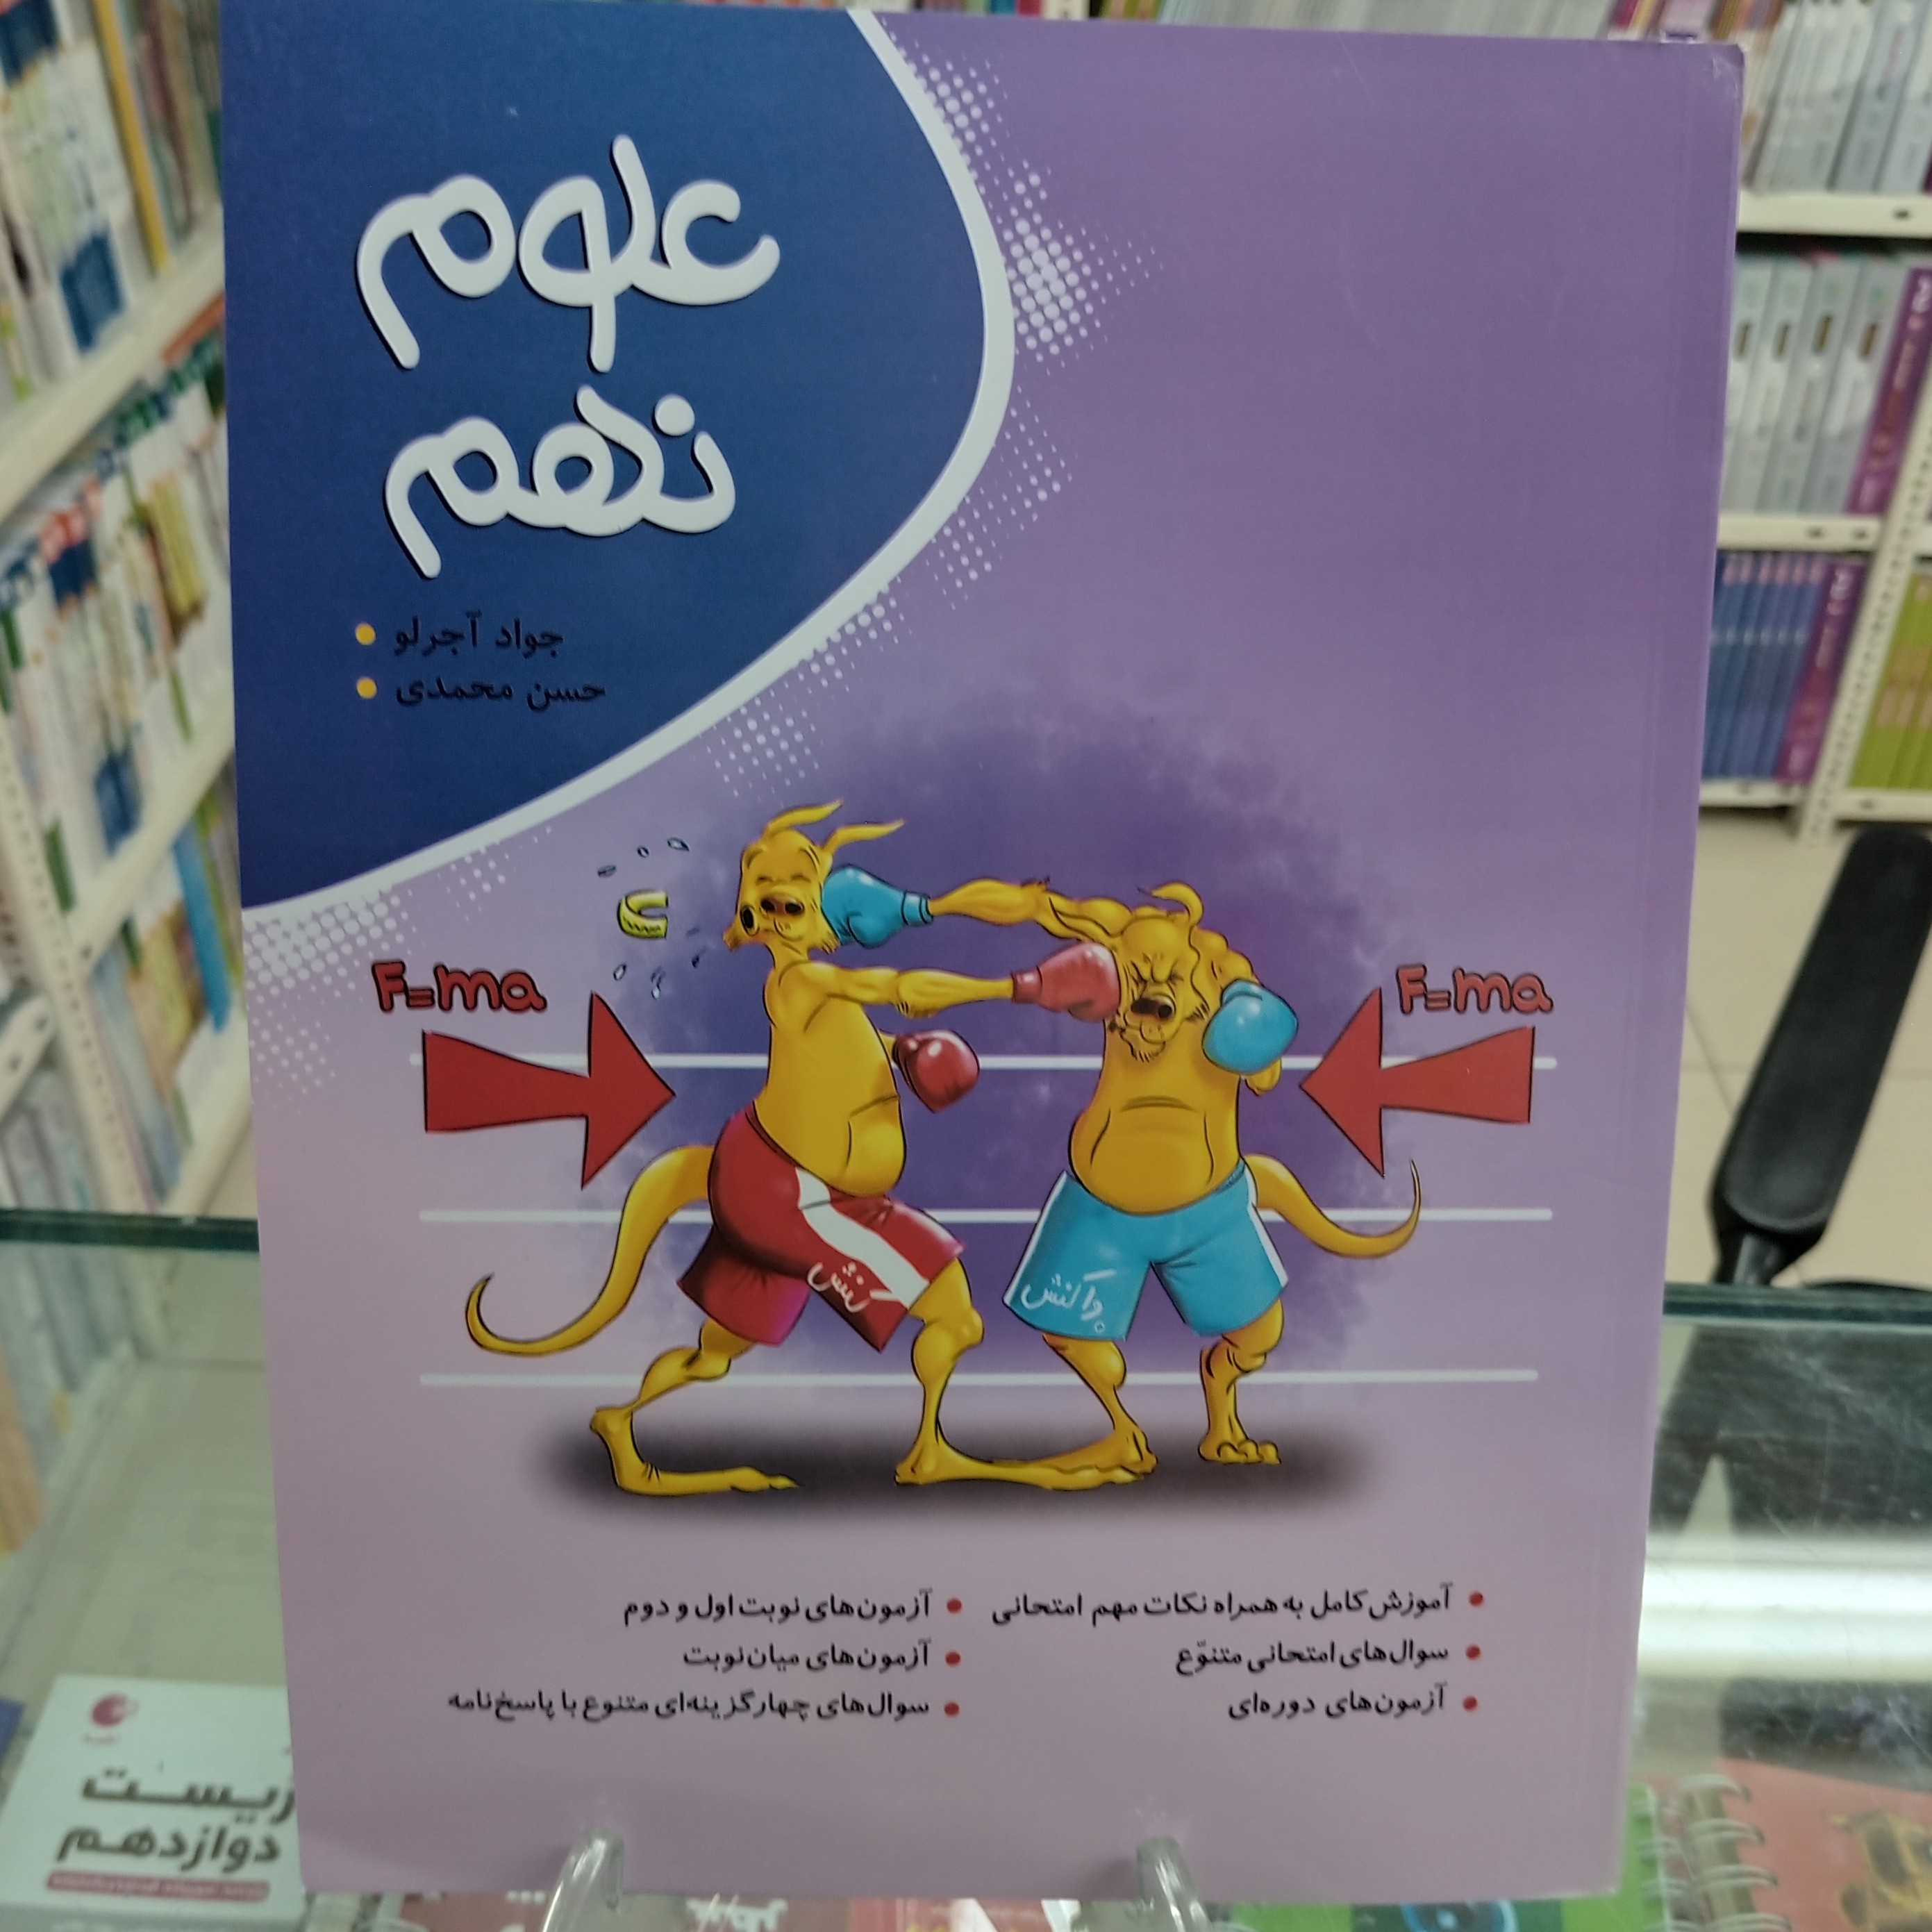 علوم
نهم
جواد آجرلو
حسن محمدی
F=ma
F=ma
کنش
واکنش
آموزش کامل به همراه نکات مهم امتحانی
سوال‌های امتحانی متنوّع
آزمون‌های دوره‌ای
آزمون‌های نوبت اول و دوم
آزمون‌های میان‌نوبت
سوال‌های چهارگزینه‌ای متنوع با پاسخ‌نامه
زیست
دوازدهم